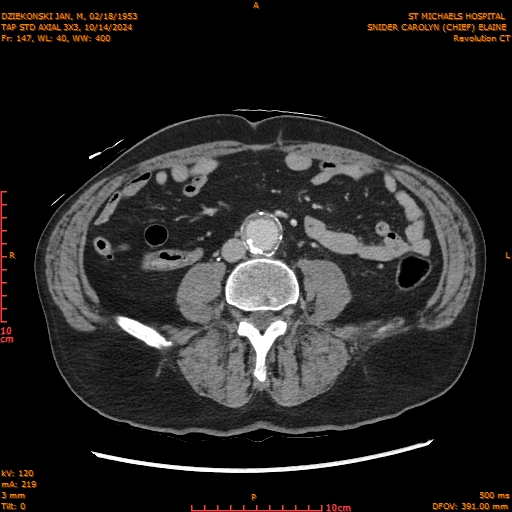 A
DZIEKONSKI JAN, M, 02/18/1953
TAP STD AXIAL 3X3, 10/14/2024
Fr: 147, WL: 40, WW: 400
ST MICHAELS HOSPITAL
SNIDER CAROLYN (CHIEF) ELAINE
Revolution CT
R
L
10
cm
kV: 120
mA: 219
3 mm
Tilt: 0
P
10cm
500 ms
DFOV: 391.00 mm